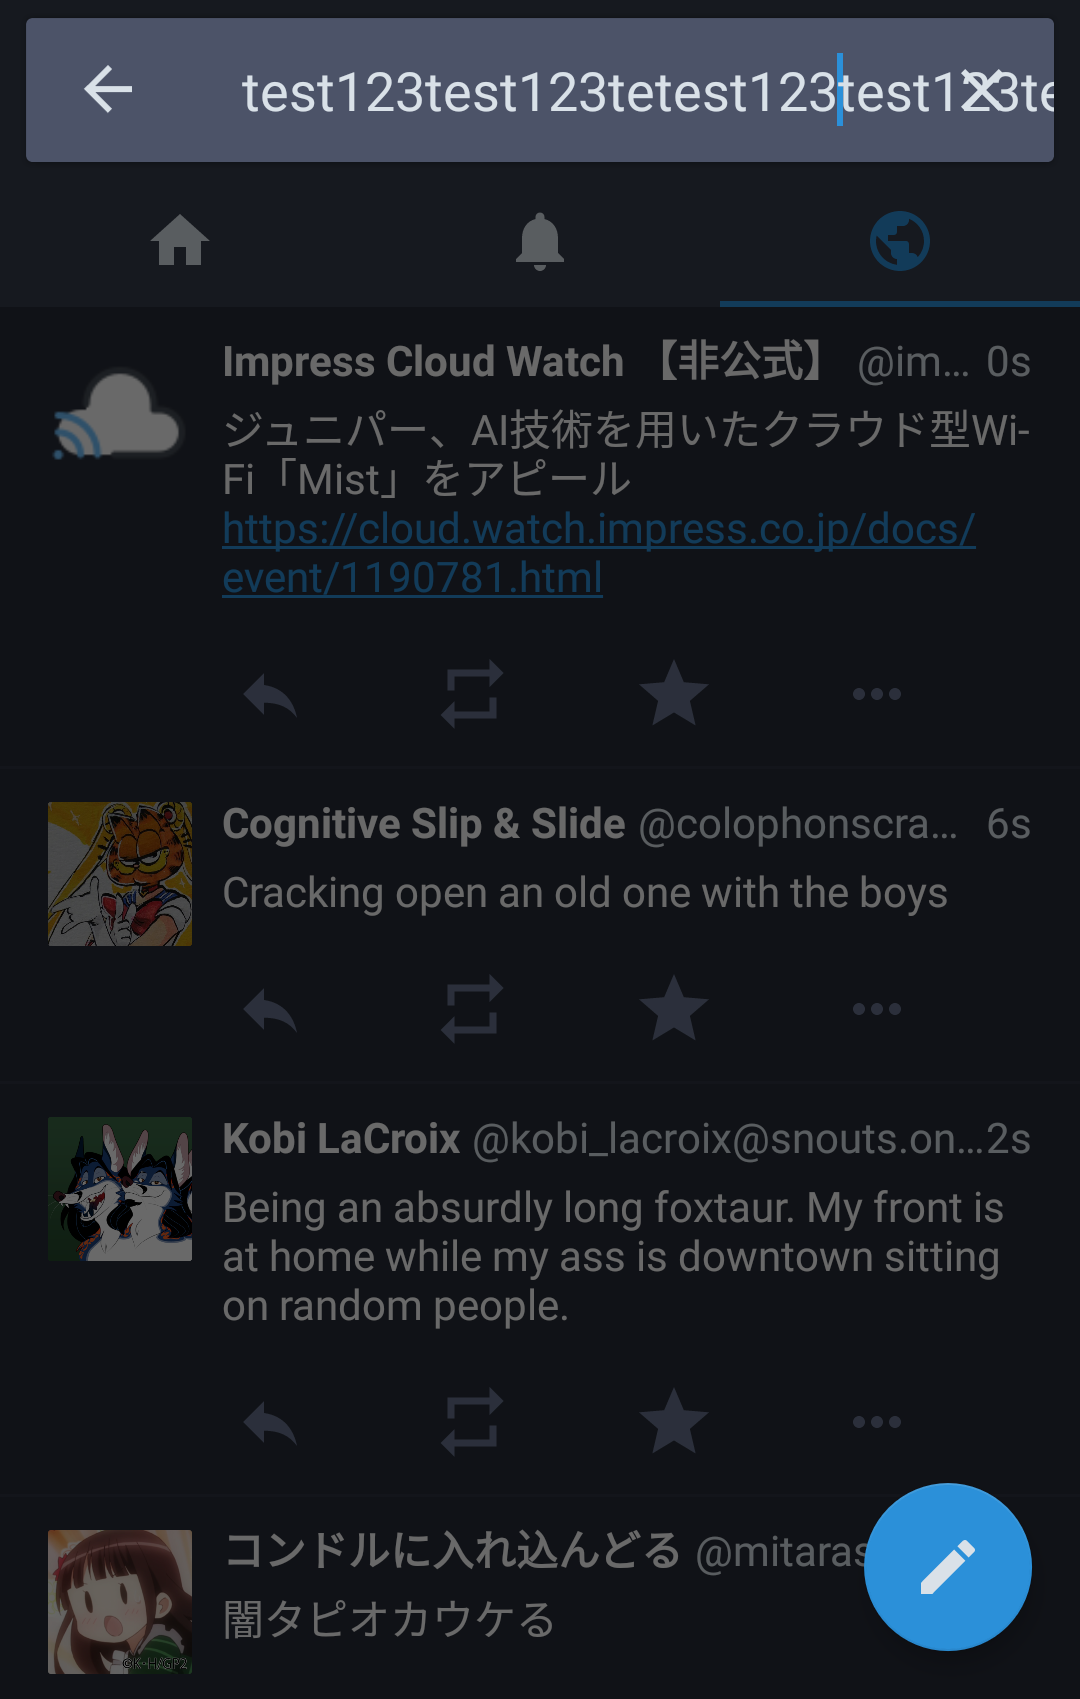 test123test123tetest123test123te
Impress Cloud Watch 【非公式】 @im... 0s
ジュニパー、AI技術を用いたクラウド型Wi-
Fi「Mist」をアピール
https://cloud.watch.impress.co.jp/docs/
event/1190781.html
Cognitive Slip & Slide @colophonscra... 6s
Cracking open an old one with the boys
Kobi LaCroix @kobi_lacroix@snouts.on...2s
Being an absurdly long foxtaur. My front is
at home while my ass is downtown sitting
on random people.
コンドルに入れ込んどる @mitaras
闇タピオカウケる
©K-H/GP2